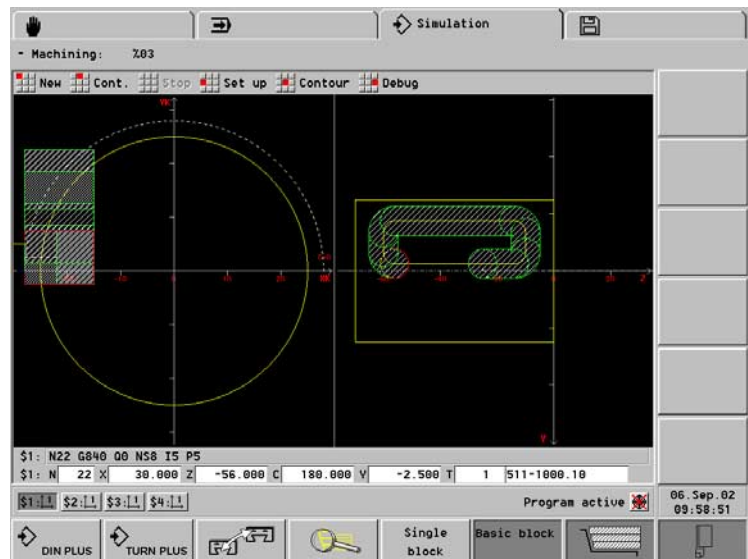 Simulation
- Machining: %03
New Cont. Stop Set up Contour Debug
YK
XK
Z
Y
$1: N22 G840 Q0 NS8 I5 P5
$1: N 22 X 30.000 Z -56.000 C 180.000 Y -2.500 T 1 511-1000.10
$1: $2: $3: $4: Program active 06.Sep.02
09:58:51
DIN PLUS TURN PLUS Single block Basic block